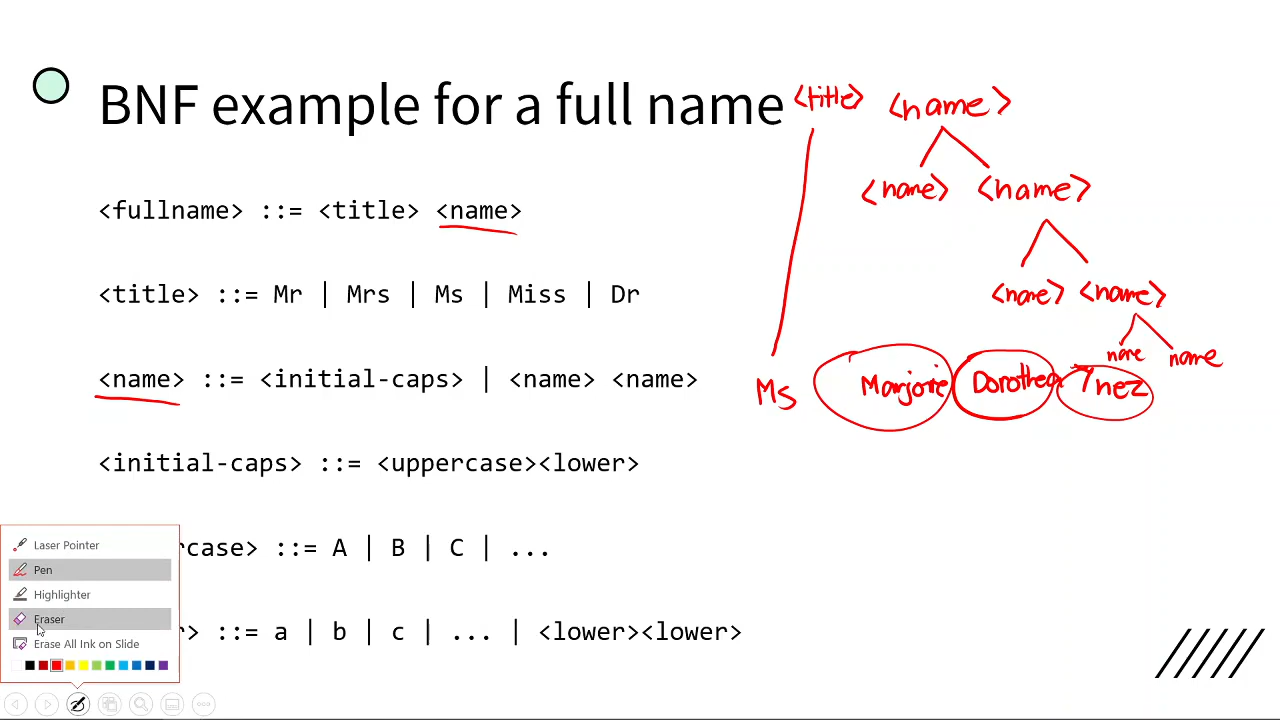 BNF example for a full name
<title> <name>
<name> <name>
<fullname> ::= <title> <name>
<title> ::= Mr | Mrs | Ms | Miss | Dr
<name> <name>
name name
<name> ::= <initial-caps> | <name> <name>
Ms Marjorie Dorothea Inez
<initial-caps> ::= <uppercase><lower>
rcase> ::= A | B | C | ...
> ::= a | b | c | ... | <lower><lower>
Laser Pointer
Pen
Highlighter
Eraser
Erase All Ink on Slide